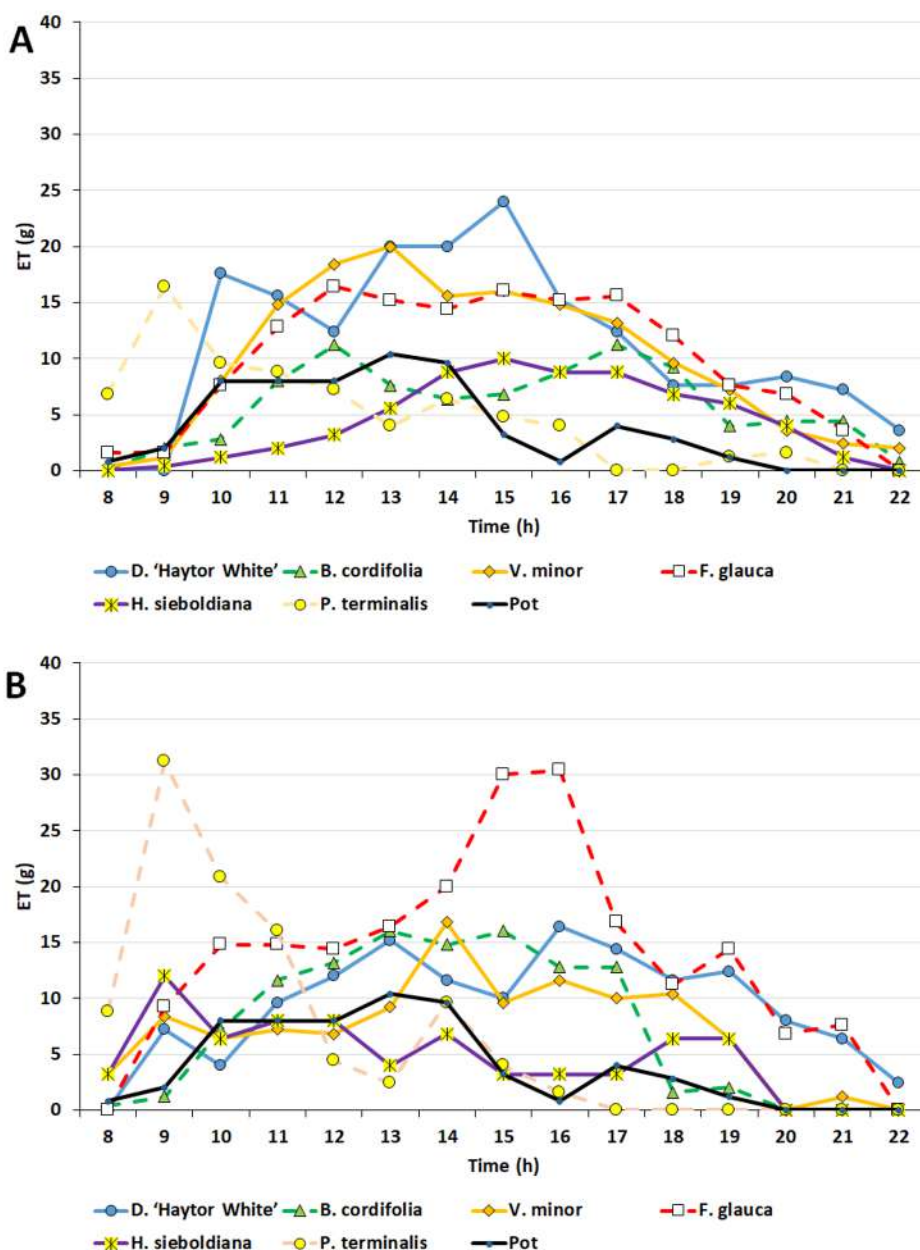 A
40
35
30
25
20
15
10
5
0
ET (g)
8 9 10 11 12 13 14 15 16 17 18 19 20 21 22
Time (h)
D. ‘Haytor White’ B. cordifolia V. minor F. glauca
H. sieboldiana P. terminalis Pot
B
40
35
30
25
20
15
10
5
0
ET (g)
8 9 10 11 12 13 14 15 16 17 18 19 20 21 22
Time (h)
D. ‘Haytor White’ B. cordifolia V. minor F. glauca
H. sieboldiana P. terminalis Pot